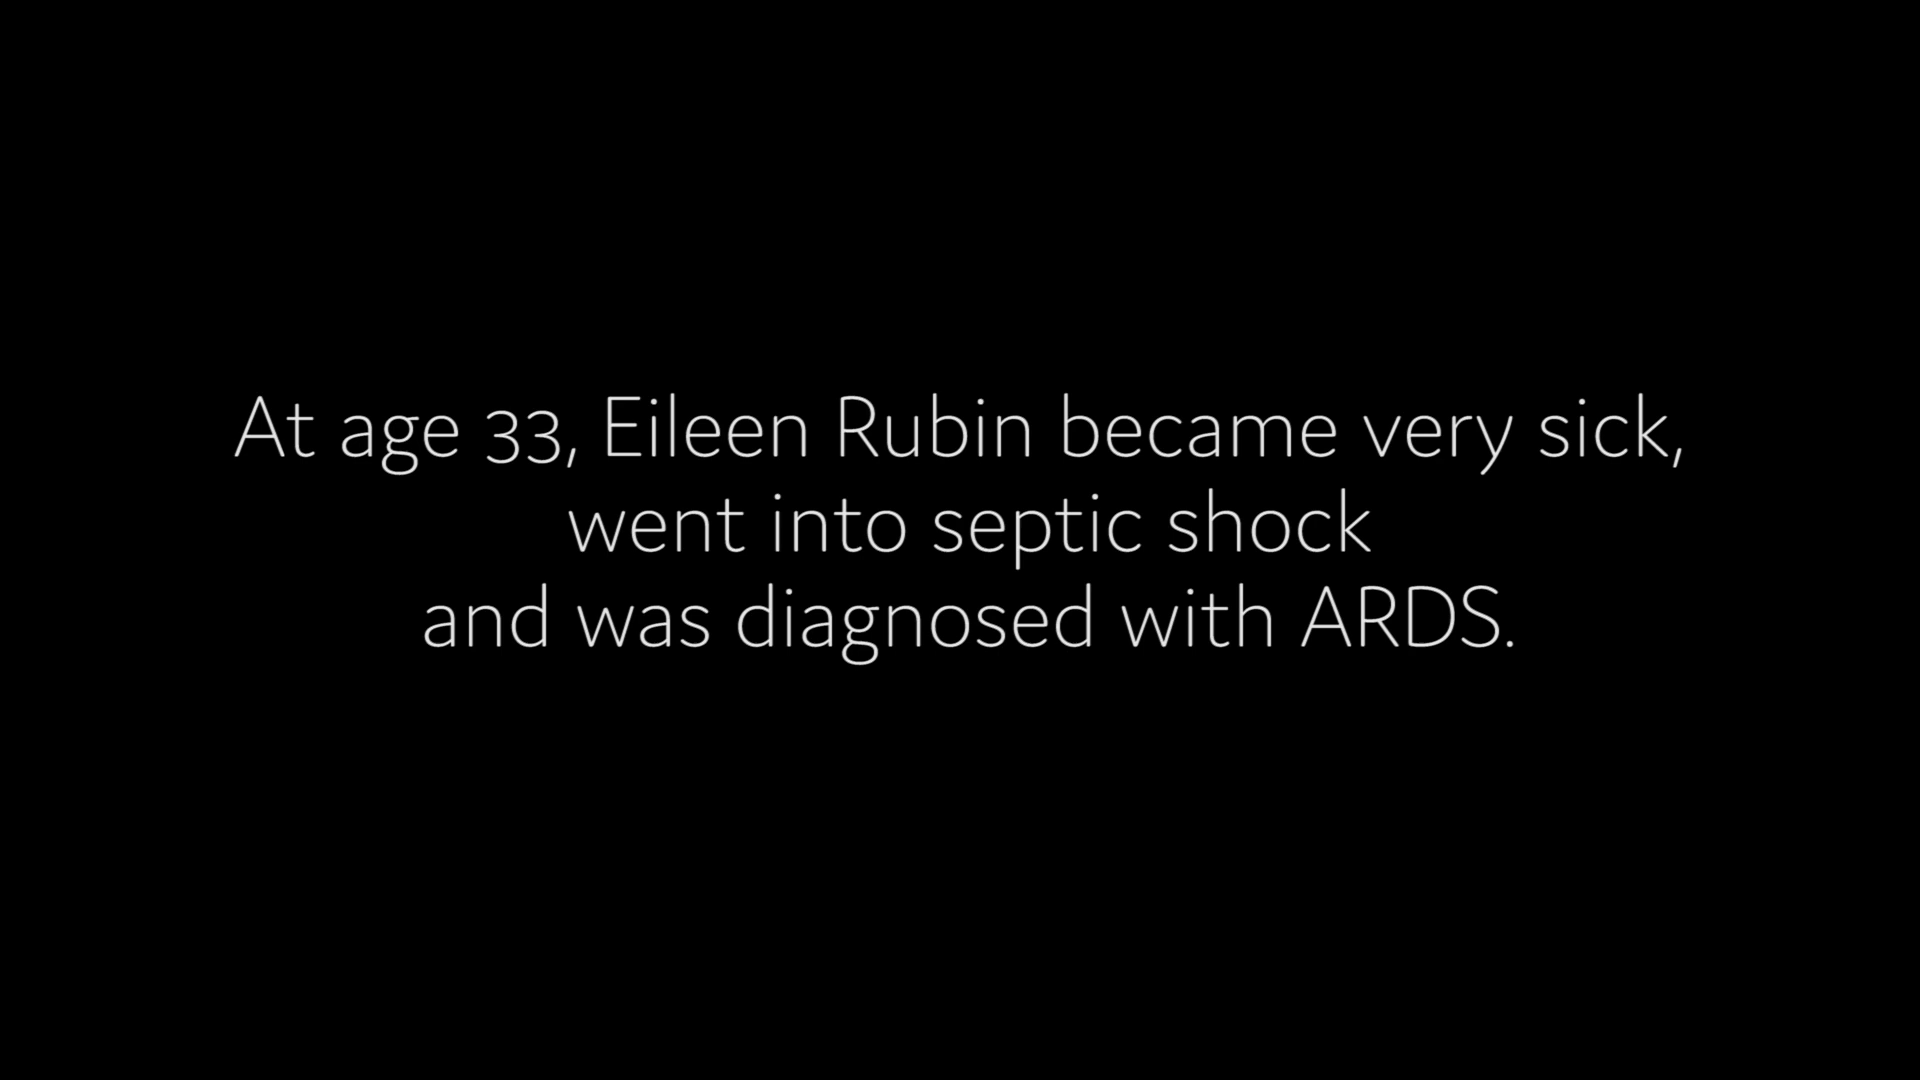 At age 33, Eileen Rubin became very sick,
went into septic shock
and was diagnosed with ARDS.